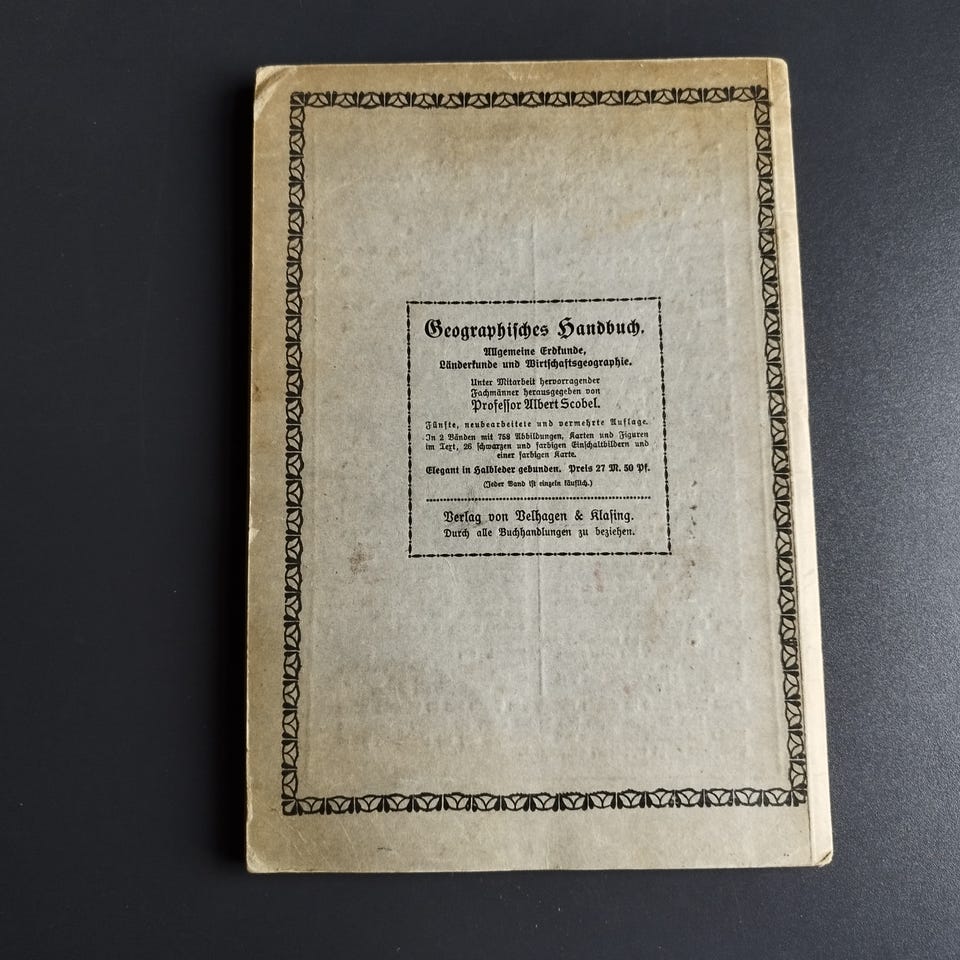 Geographisches Handbuch.
Allgemeine Erdkunde,
Länderkunde und Wirtschaftsgeographie.
Unter Mitarbeit hervorragender
Fachmänner herausgegeben von
Professor Albert Scobel.
Fünfte, neubearbeitete und vermehrte Auflage.
In 2 Bänden mit 758 Abbildungen, Karten und Figuren
im Text, 26 schwarzen und farbigen Einschaltbildern und
einer farbigen Karte.
Elegant in Halbleder gebunden. Preis 27 M. 50 Pf.
(Jeder Band ist einzeln käuflich.)
Verlag von Velhagen & Klasing.
Durch alle Buchhandlungen zu beziehen.